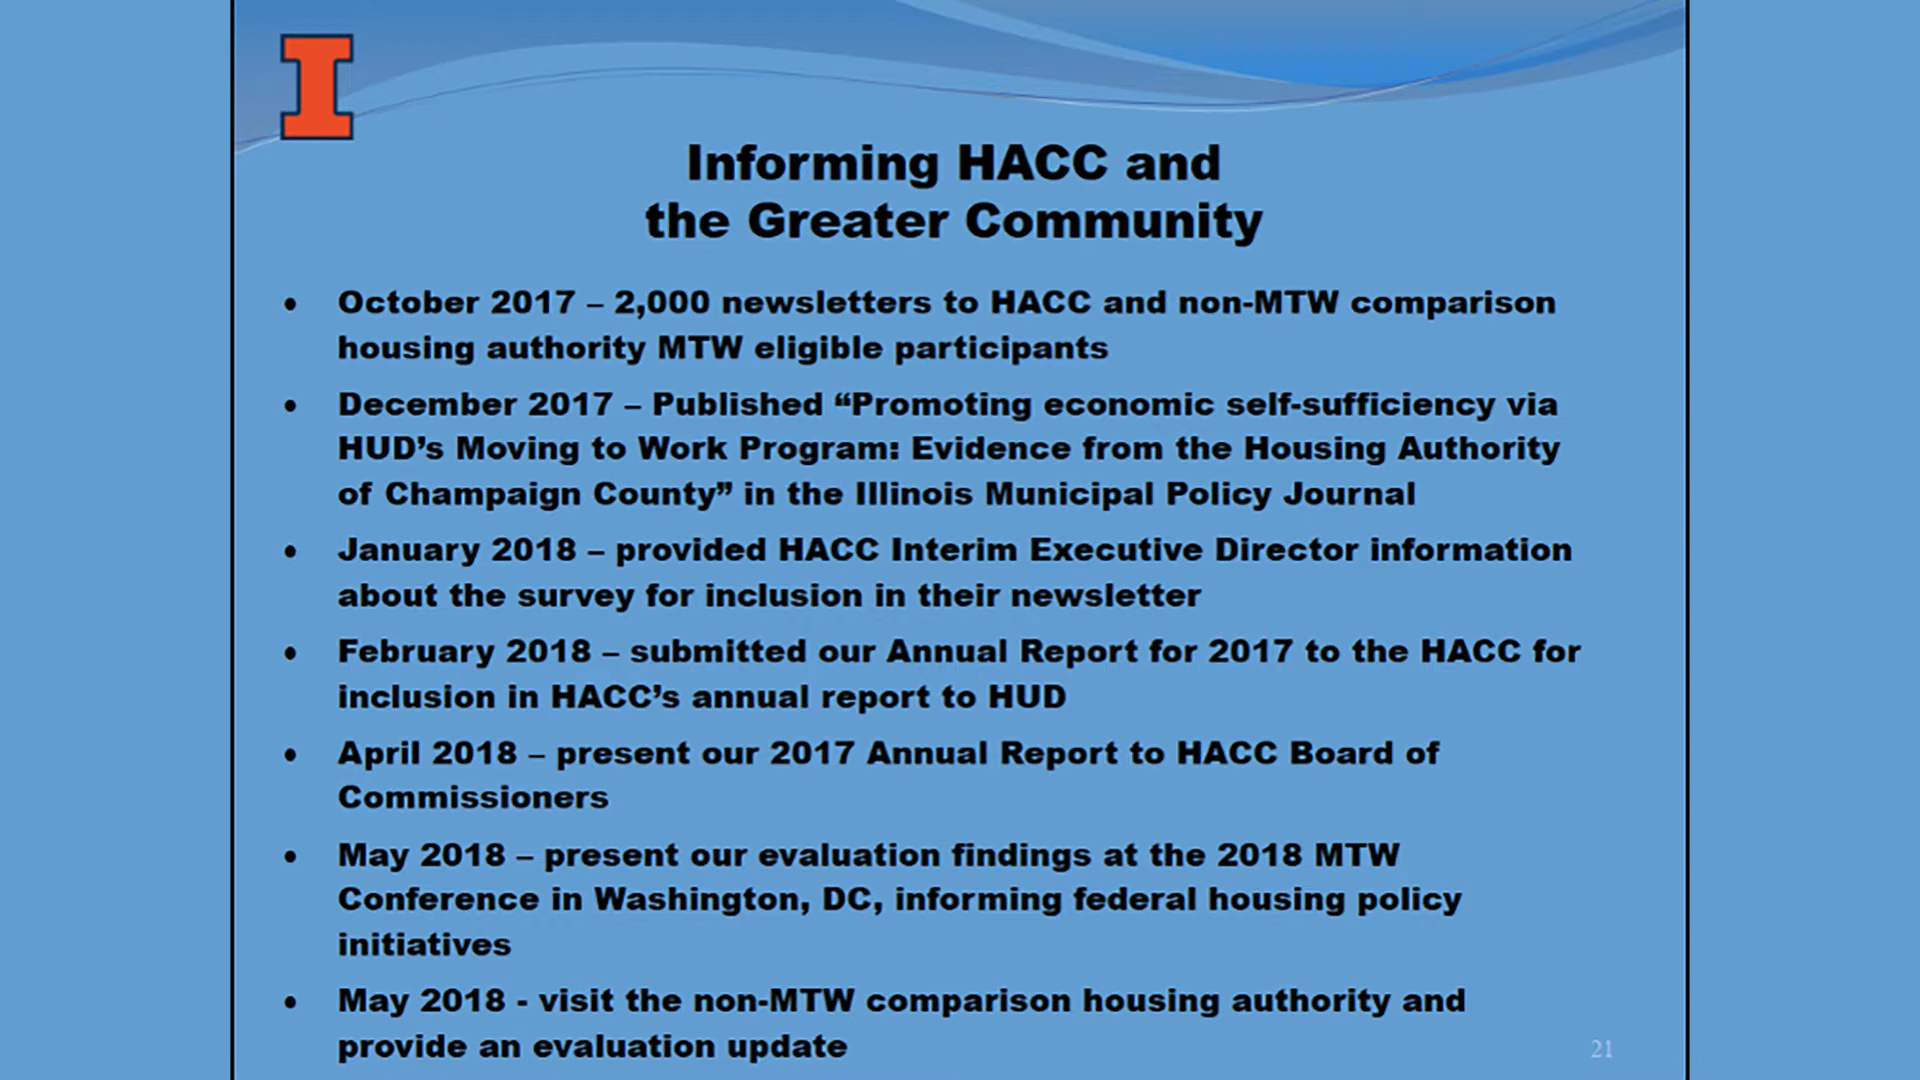 I
Informing HACC and
the Greater Community
• October 2017 – 2,000 newsletters to HACC and non-MTW comparison
housing authority MTW eligible participants
• December 2017 – Published “Promoting economic self-sufficiency via
HUD’s Moving to Work Program: Evidence from the Housing Authority
of Champaign County” in the Illinois Municipal Policy Journal
• January 2018 – provided HACC Interim Executive Director information
about the survey for inclusion in their newsletter
• February 2018 – submitted our Annual Report for 2017 to the HACC for
inclusion in HACC’s annual report to HUD
• April 2018 – present our 2017 Annual Report to HACC Board of
Commissioners
• May 2018 – present our evaluation findings at the 2018 MTW
Conference in Washington, DC, informing federal housing policy
initiatives
• May 2018 - visit the non-MTW comparison housing authority and
provide an evaluation update
21